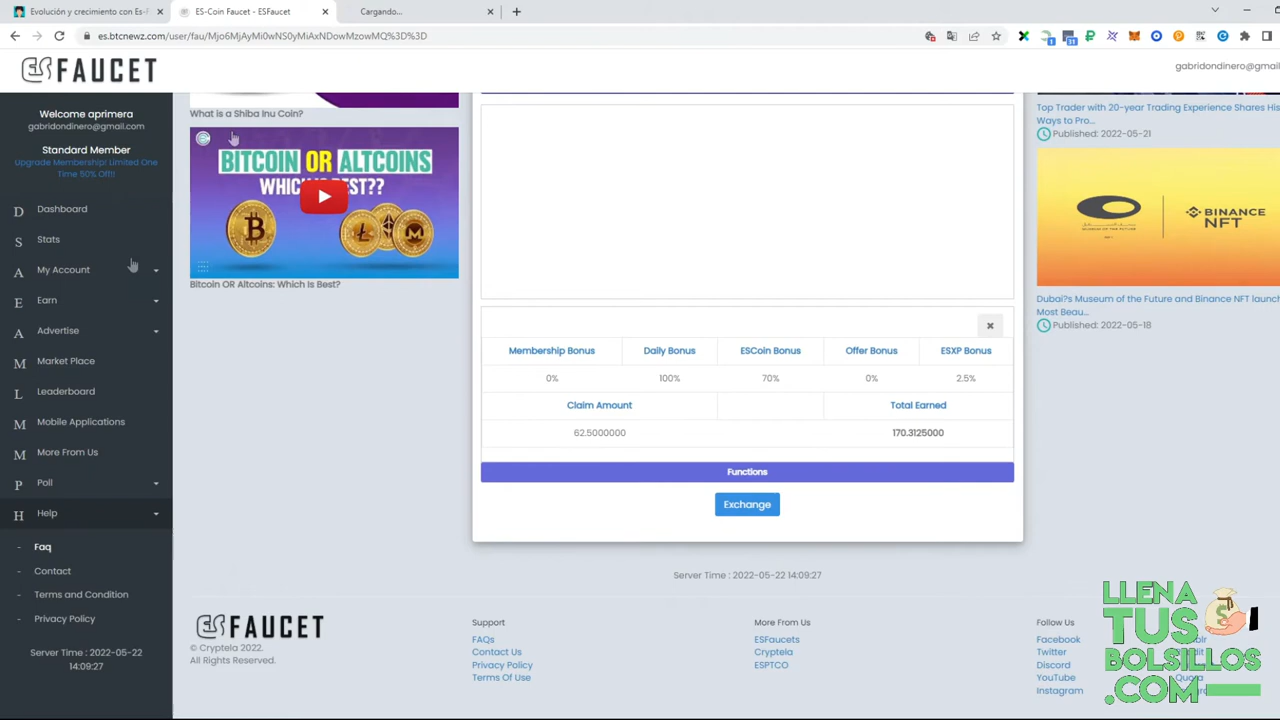 Evolución y crecimiento con Es-F
ES-Coin Faucet - ESFaucet
Cargando...
es.btcnewz.com/user/fau/Mjo6MjAyMi0wNS0yMiAxNDowMzowMQ%3D%3D
ESFAUCET
gabridondinero@gmail
Welcome aprimera
gabridondinero@gmail.com
Standard Member
Upgrade Membership! Limited One
Time 50% Off!!
D Dashboard
S Stats
A My Account
E Earn
A Advertise
M Market Place
L Leaderboard
M Mobile Applications
M More From Us
P Poll
H Help
- Faq
- Contact
- Terms and Condition
- Privacy Policy
Server Time : 2022-05-22
14:09:27
What is a Shiba Inu Coin?
BITCOIN OR ALTCOINS
WHICH IS BEST??
Bitcoin OR Altcoins: Which Is Best?
Membership Bonus Daily Bonus ESCoin Bonus Offer Bonus ESXP Bonus
0% 100% 70% 0% 2.5%
Claim Amount Total Earned
62.5000000 170.3125000
Functions
Exchange
Server Time : 2022-05-22 14:09:27
Top Trader with 20-year Trading Experience Shares His
Ways to Pro...
Published: 2022-05-21
MUSEUM OF THE FUTURE
BINANCE
NFT
Dubai?s Museum of the Future and Binance NFT launch
Most Beau...
Published: 2022-05-18
ESFAUCET
© Cryptela 2022.
All Rights Reserved.
Support
FAQs
Contact Us
Privacy Policy
Terms Of Use
More From Us
ESFaucets
Cryptela
ESPTCO
Follow Us
Facebook
Twitter
Discord
YouTube
Instagram
Quora
LLENA
TUS
BOLSILLOS
.COM